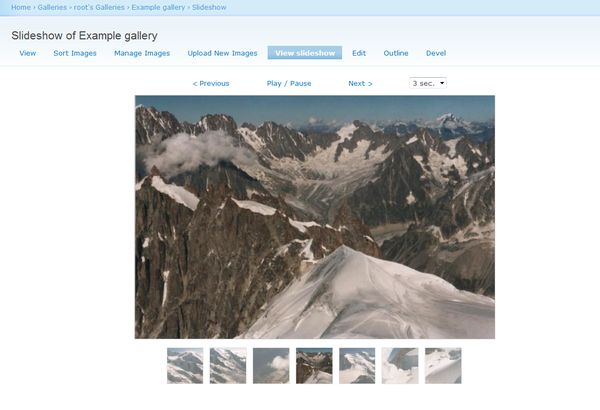 Home › Galleries › root's Galleries › Example gallery › Slideshow
Slideshow of Example gallery
View Sort Images Manage Images Upload New Images View slideshow Edit Outline Devel
< Previous Play / Pause Next > 3 sec.